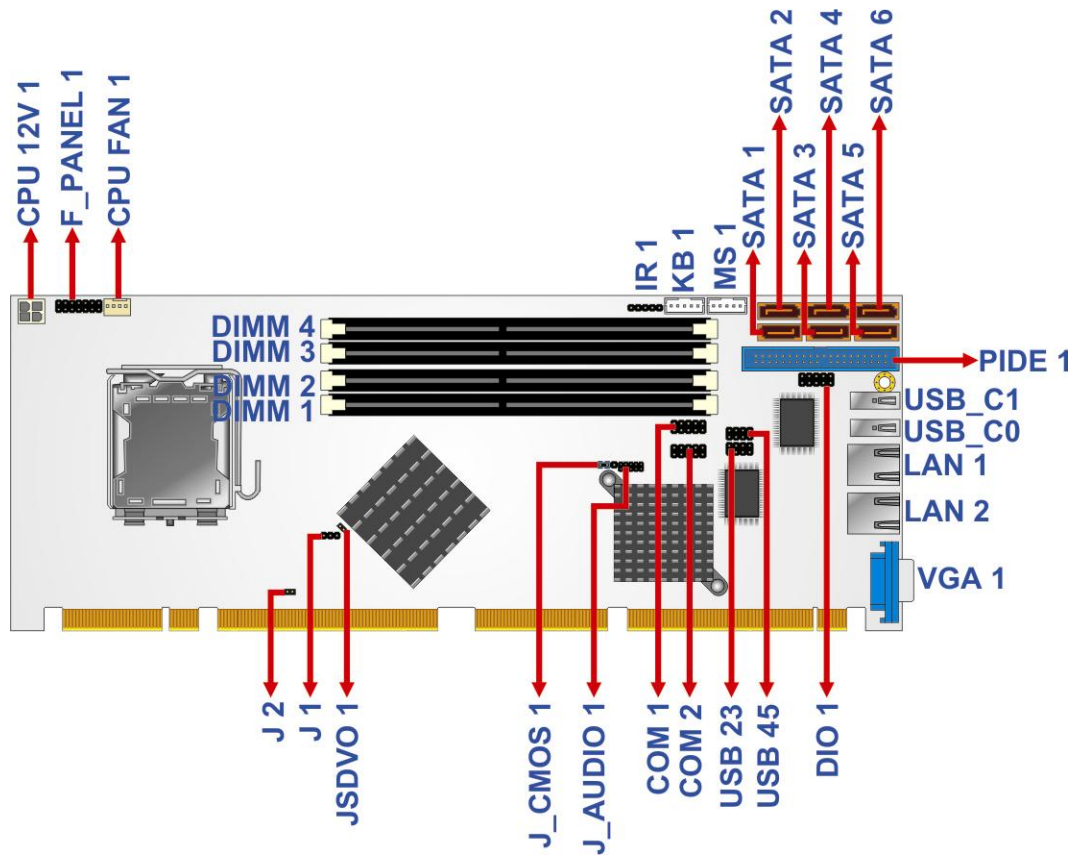 CPU 12V 1
F_PANEL 1
CPU FAN 1
IR 1
KB 1
MS 1
SATA 1
SATA 2
SATA 3
SATA 4
SATA 5
SATA 6
DIMM 4
DIMM 3
DIMM 2
DIMM 1
PIDE 1
USB_C1
USB_C0
LAN 1
LAN 2
VGA 1
J 2
J 1
JSDVO 1
J_CMOS 1
J_AUDIO 1
COM 1
COM 2
USB 23
USB 45
DIO 1